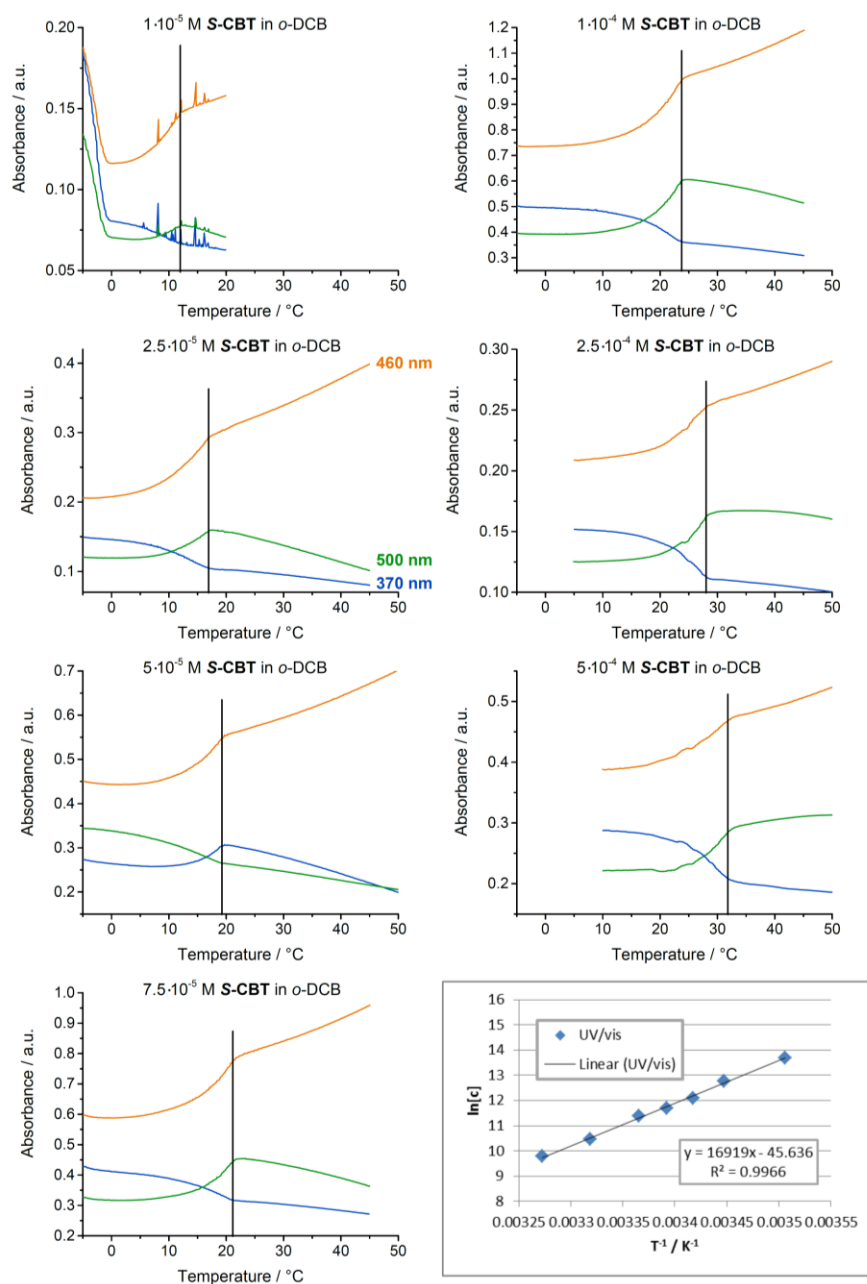 1·10⁻⁵ M S-CBT in o-DCB
Absorbance / a.u.
0.20
0.15
0.10
0.05
0 10 20 30 40 50
Temperature / °C
1·10⁻⁴ M S-CBT in o-DCB
Absorbance / a.u.
1.2
1.0
0.6
0.5
0.4
0.3
0 10 20 30 40 50
Temperature / °C
2.5·10⁻⁵ M S-CBT in o-DCB
Absorbance / a.u.
0.4
0.3
0.2
0.1
460 nm
500 nm
370 nm
0 10 20 30 40 50
Temperature / °C
2.5·10⁻⁴ M S-CBT in o-DCB
Absorbance / a.u.
0.30
0.25
0.20
0.15
0.10
0 10 20 30 40 50
Temperature / °C
5·10⁻⁵ M S-CBT in o-DCB
Absorbance / a.u.
0.7
0.6
0.5
0.4
0.3
0.2
0 10 20 30 40 50
Temperature / °C
5·10⁻⁴ M S-CBT in o-DCB
Absorbance / a.u.
0.5
0.4
0.3
0.2
0 10 20 30 40 50
Temperature / °C
7.5·10⁻⁵ M S-CBT in o-DCB
Absorbance / a.u.
1.0
0.9
0.8
0.7
0.6
0.5
0.4
0.3
0.2
0 10 20 30 40 50
Temperature / °C
ln[c]
16
15
14
13
12
11
10
9
8
UV/vis
Linear (UV/vis)
y = 16919x - 45.636
R² = 0.9966
0.00325 0.0033 0.00335 0.0034 0.00345 0.0035 0.00355
T⁻¹ / K⁻¹